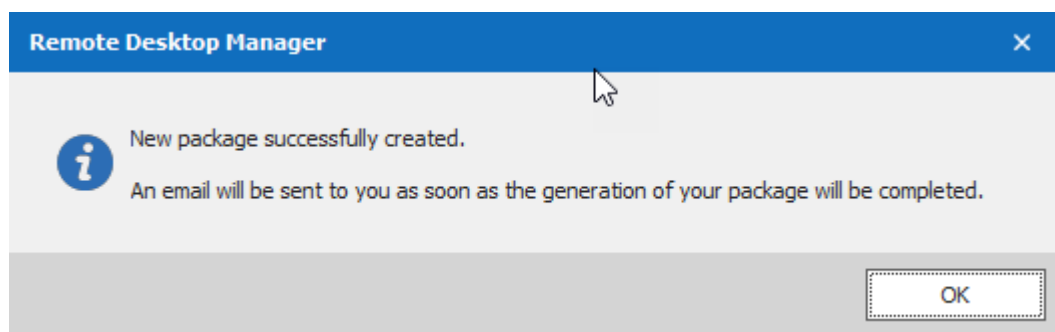 Remote Desktop Manager
New package successfully created.
An email will be sent to you as soon as the generation of your package will be completed.
OK